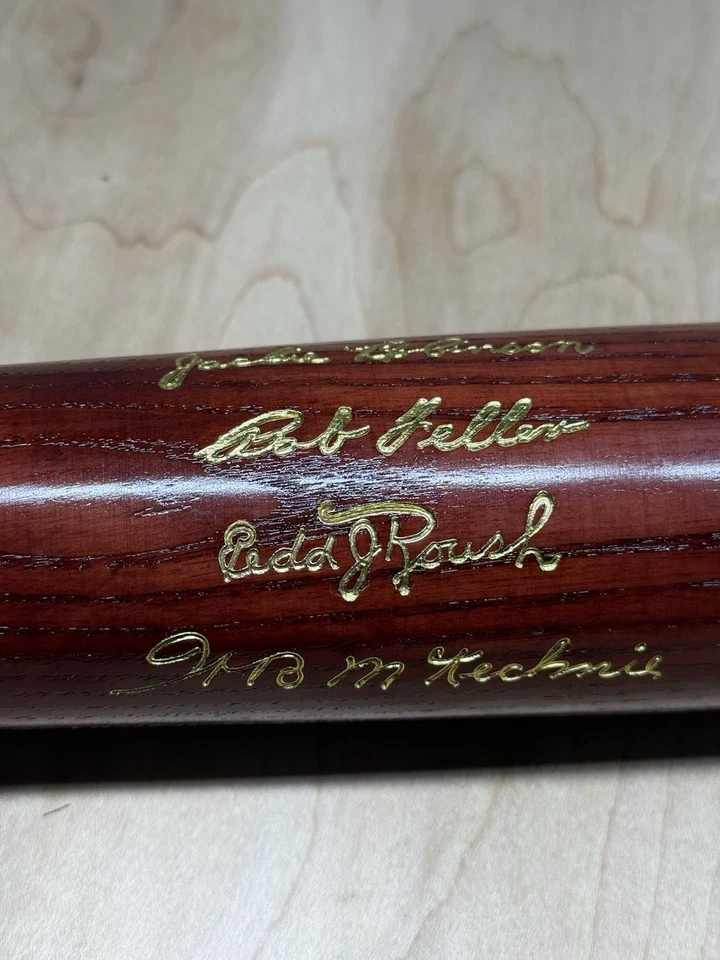 Jackie Robinson
Bob Feller
Edd J Roush
W B McKechnie